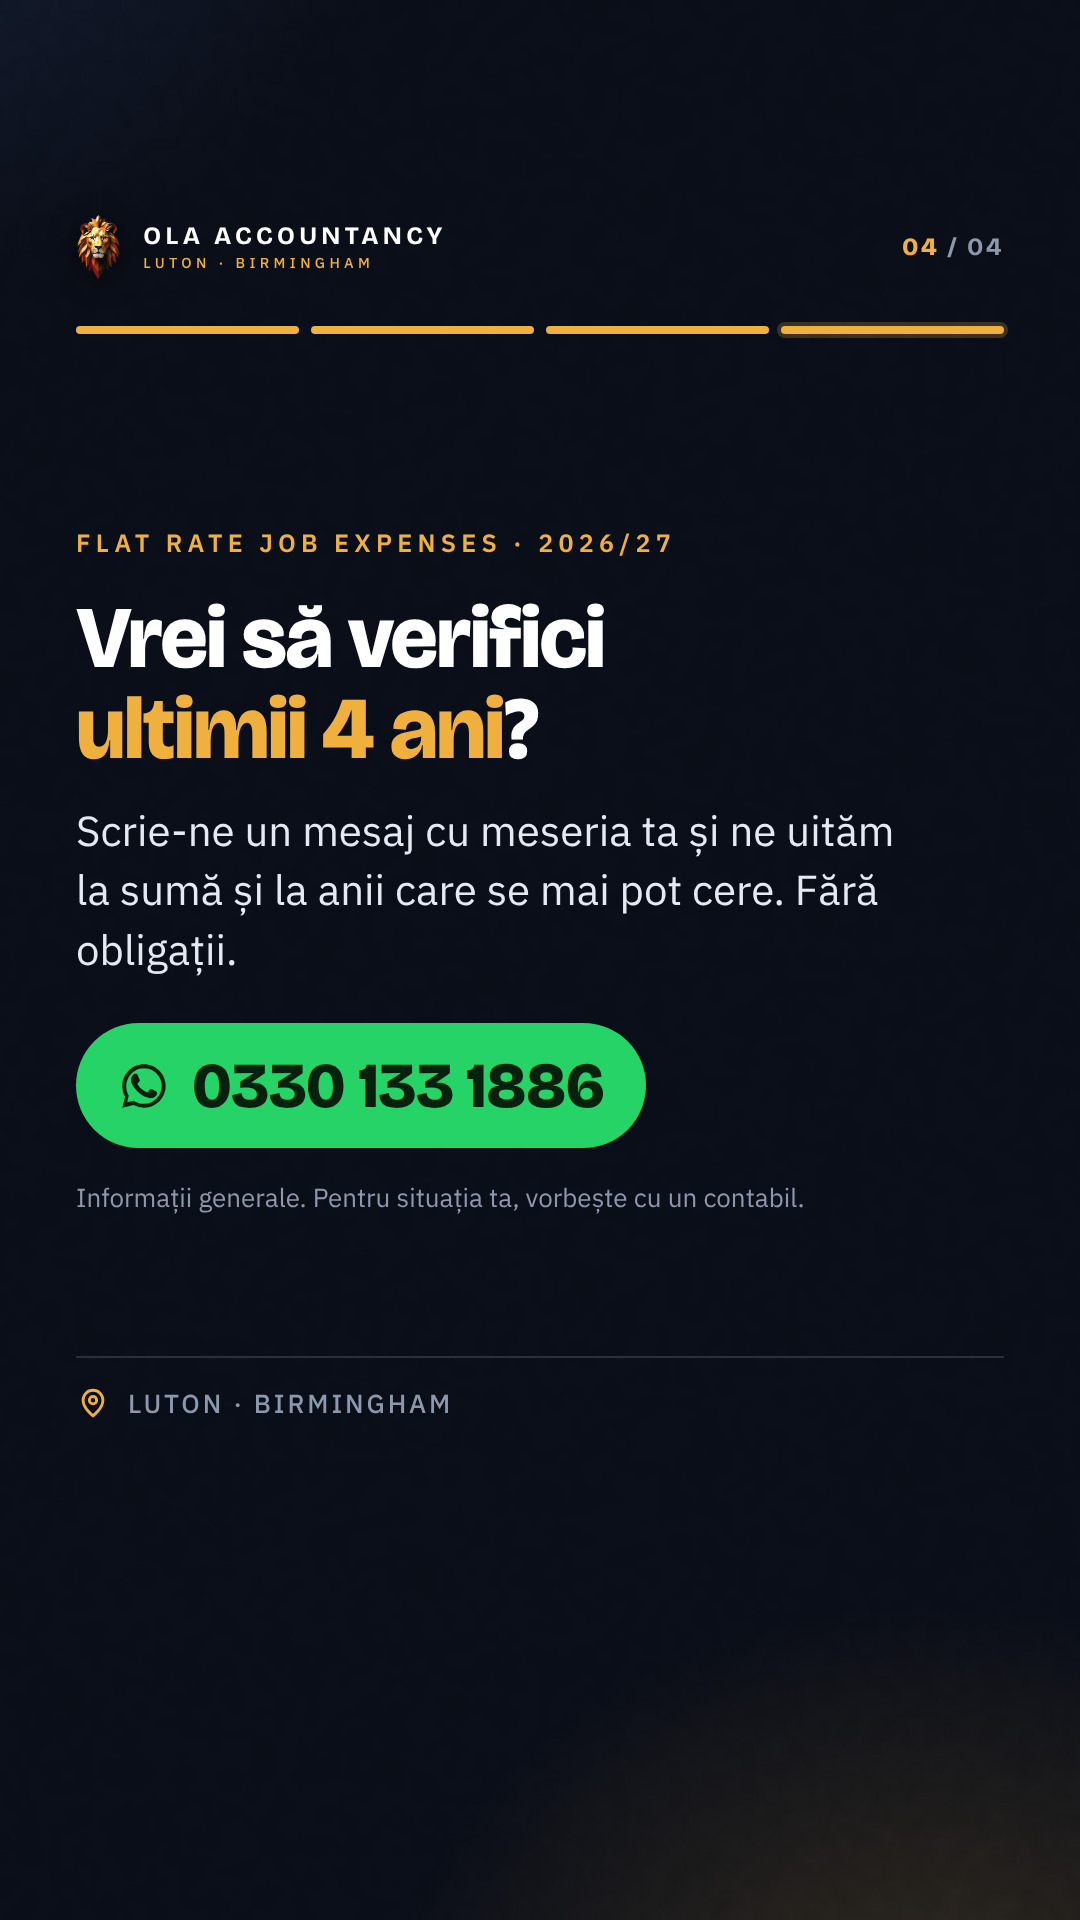 OLA ACCOUNTANCY
LUTON · BIRMINGHAM
04 / 04
FLAT RATE JOB EXPENSES · 2026/27
Vrei să verifici
ultimii 4 ani?
Scrie-ne un mesaj cu meseria ta și ne uităm
la sumă și la anii care se mai pot cere. Fără
obligații.
0330 133 1886
Informații generale. Pentru situația ta, vorbește cu un contabil.
LUTON · BIRMINGHAM